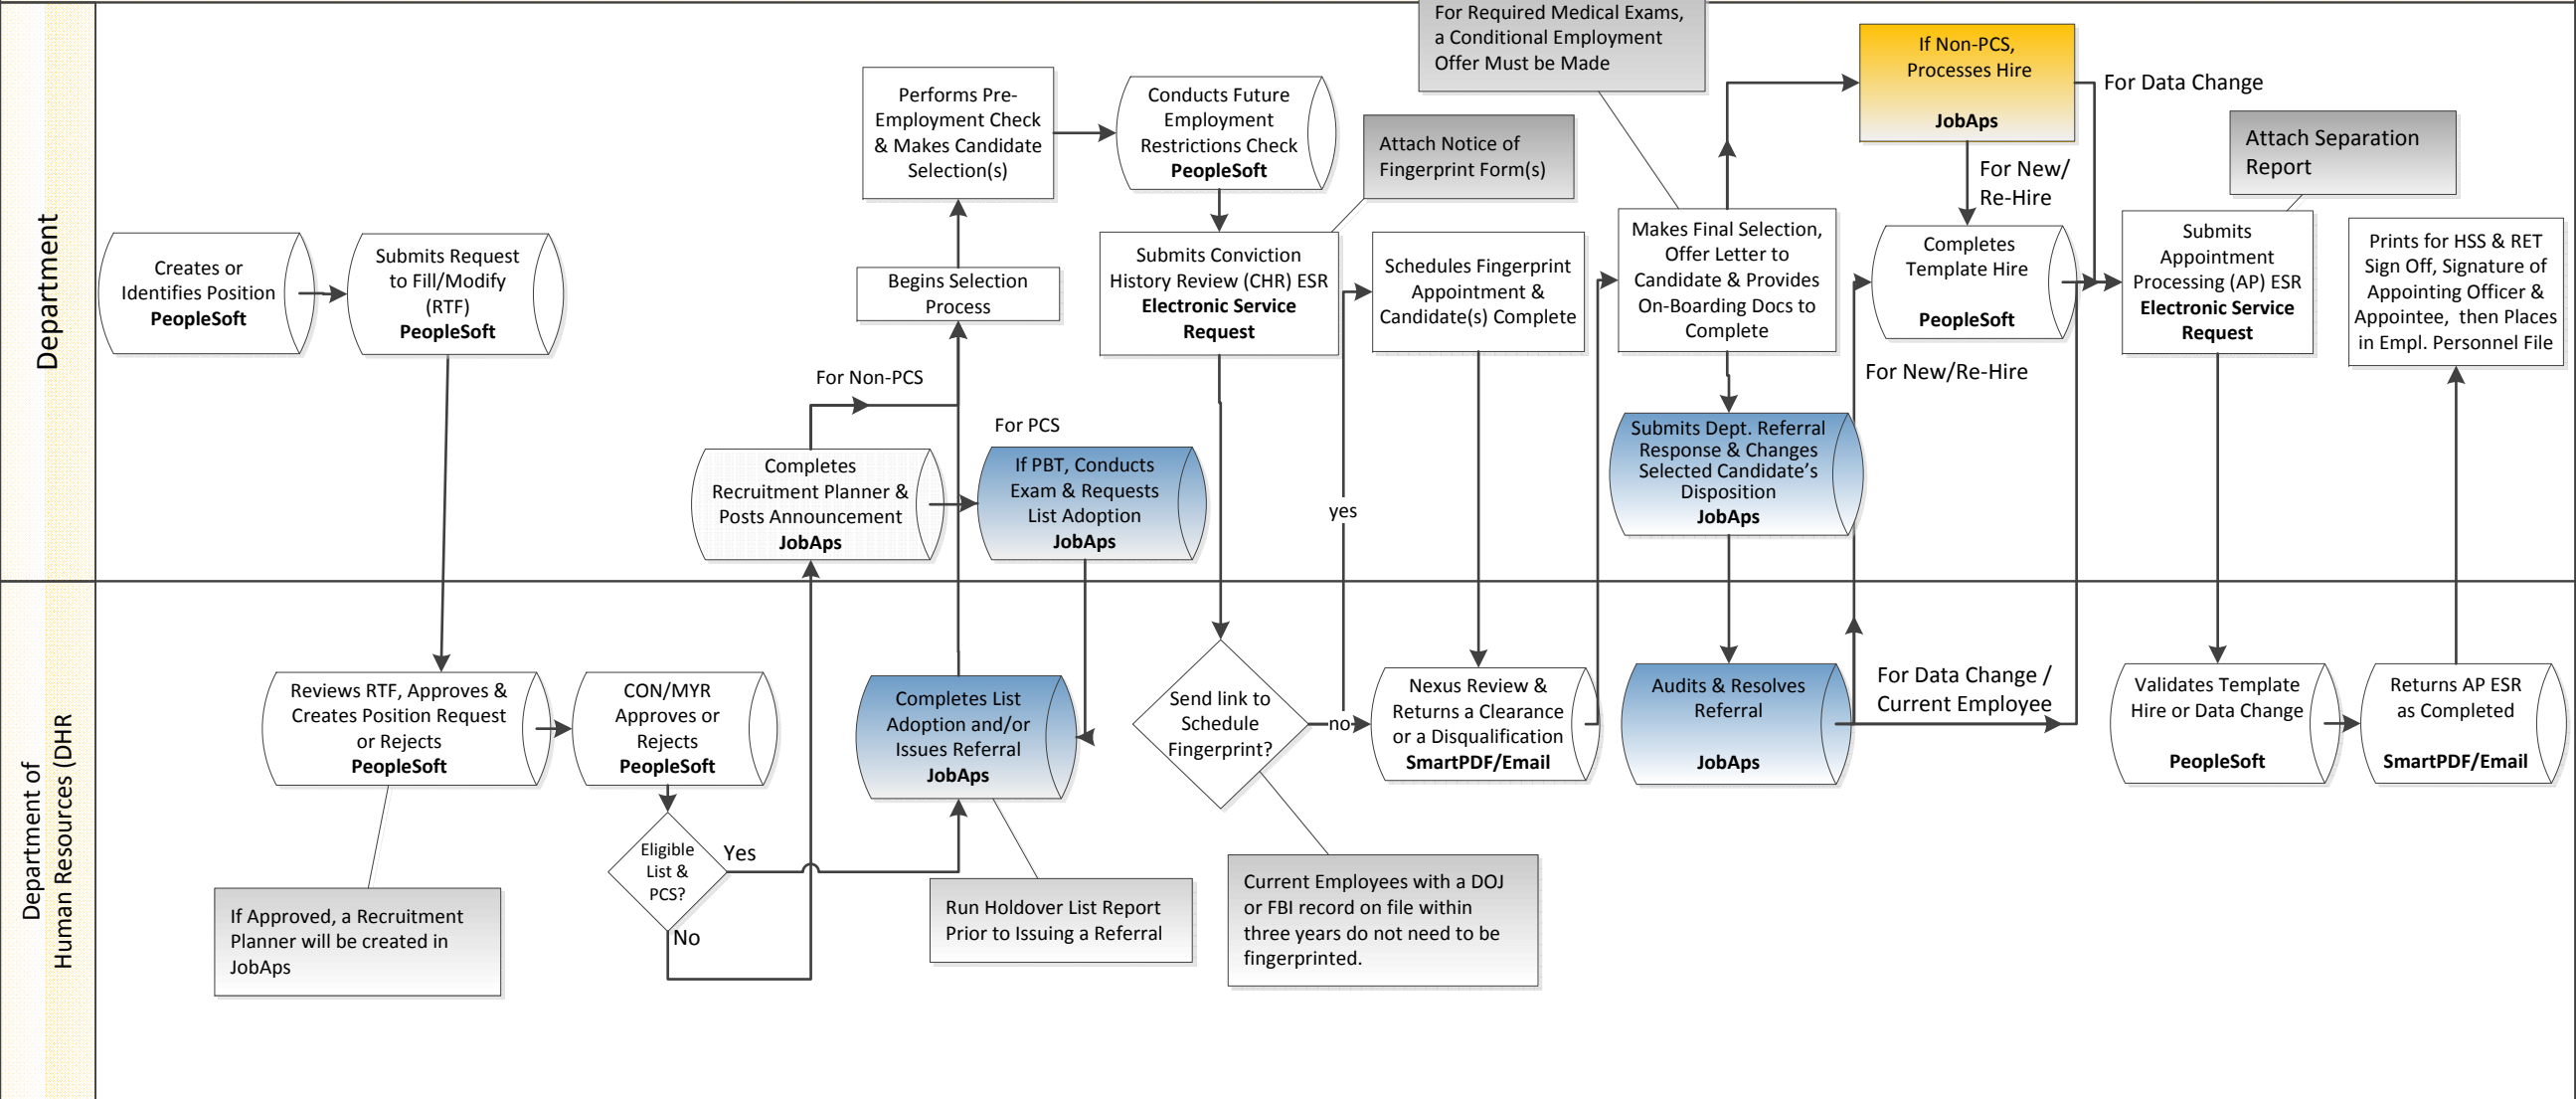 Department
Creates or
Identifies Position
PeopleSoft
Submits Request
to Fill/Modify
(RTF)
PeopleSoft
Performs Pre-
Employment Check
& Makes Candidate
Selection(s)
Conducts Future
Employment
Restrictions Check
PeopleSoft
Begins Selection
Process
For Non-PCS
Completes
Recruitment Planner &
Posts Announcement
JobAps
For PCS
If PBT, Conducts
Exam & Requests
List Adoption
JobAps
Submits Conviction
History Review (CHR) ESR
Electronic Service
Request
Attach Notice of
Fingerprint Form(s)
Schedules Fingerprint
Appointment &
Candidate(s) Complete
yes
For Required Medical Exams,
a Conditional Employment
Offer Must be Made
Makes Final Selection,
Offer Letter to
Candidate & Provides
On-Boarding Docs to
Complete
Submits Dept. Referral
Response & Changes
Selected Candidate's
Disposition
JobAps
If Non-PCS,
Processes Hire
JobAps
For Data Change
For New/
Re-Hire
Completes
Template Hire
PeopleSoft
For New/Re-Hire
Attach Separation
Report
Submits
Appointment
Processing (AP) ESR
Electronic Service
Request
Prints for HSS & RET
Sign Off, Signature of
Appointing Officer &
Appointee, then Places
in Empl. Personnel File
Department of
Human Resources (DHR
Reviews RTF, Approves &
Creates Position Request
or Rejects
PeopleSoft
CON/MYR
Approves or
Rejects
PeopleSoft
Eligible
List &
PCS?
Yes
No
If Approved, a Recruitment
Planner will be created in
JobAps
Completes List
Adoption and/or
Issues Referral
JobAps
Run Holdover List Report
Prior to Issuing a Referral
Send link to
Schedule
Fingerprint?
no
Current Employees with a DOJ
or FBI record on file within
three years do not need to be
fingerprinted.
Nexus Review &
Returns a Clearance
or a Disqualification
SmartPDF/Email
Audits & Resolves
Referral
JobAps
For Data Change /
Current Employee
Validates Template
Hire or Data Change
PeopleSoft
Returns AP ESR
as Completed
SmartPDF/Email